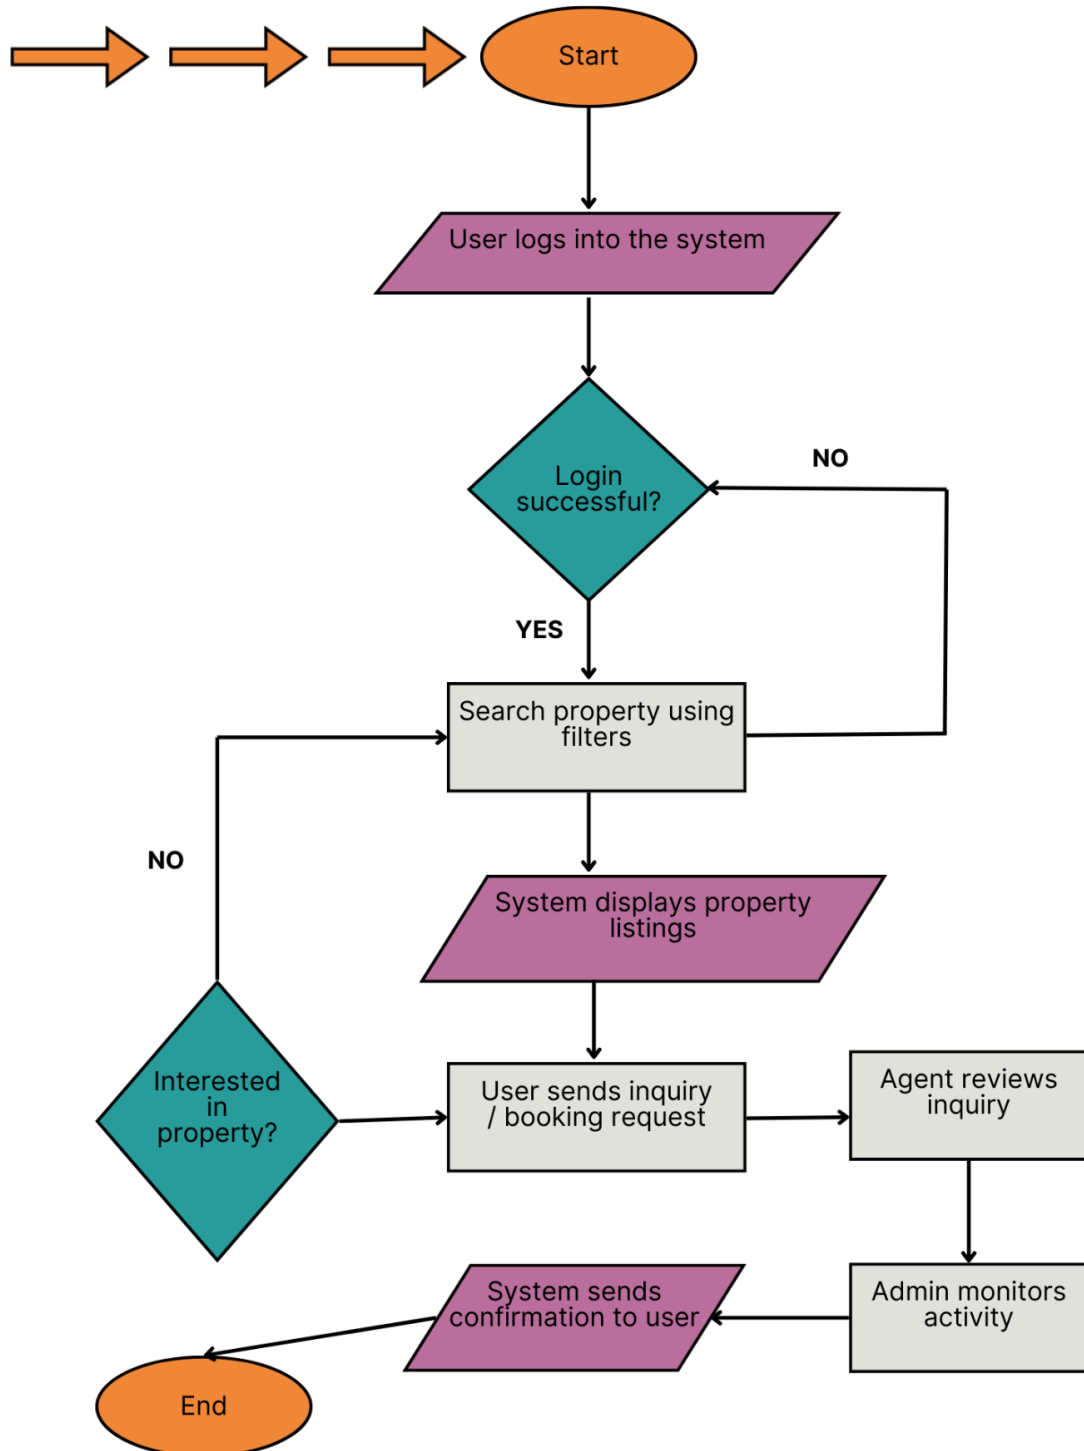 Start
User logs into the system
Login
successful?
NO
YES
Search property using
filters
NO
System displays property
listings
Interested
in
property?
User sends inquiry
/ booking request
Agent reviews
inquiry
System sends
confirmation to user
Admin monitors
activity
End